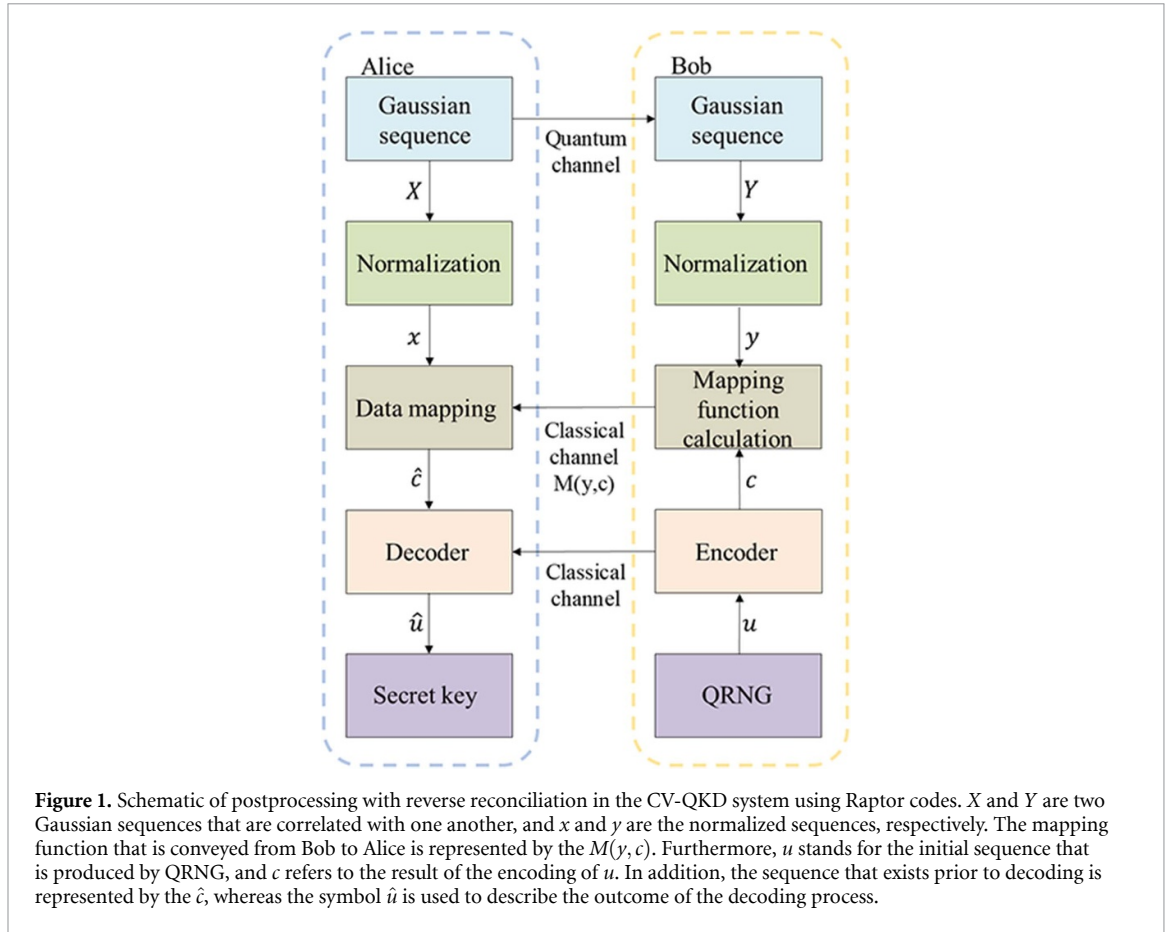 Alice
Bob
Gaussian
sequence
Gaussian
sequence
Quantum
channel
X
Y
Normalization
Normalization
x
y
Data mapping
Mapping
function
calculation
Classical
channel
M(y,c)
ĉ
c
Decoder
Encoder
Classical
channel
û
u
Secret key
QRNG
Figure 1. Schematic of postprocessing with reverse reconciliation in the CV-QKD system using Raptor codes. X and Y are two
Gaussian sequences that are correlated with one another, and x and y are the normalized sequences, respectively. The mapping
function that is conveyed from Bob to Alice is represented by the M(y, c). Furthermore, u stands for the initial sequence that
is produced by QRNG, and c refers to the result of the encoding of u. In addition, the sequence that exists prior to decoding is
represented by the ĉ, whereas the symbol û is used to describe the outcome of the decoding process.